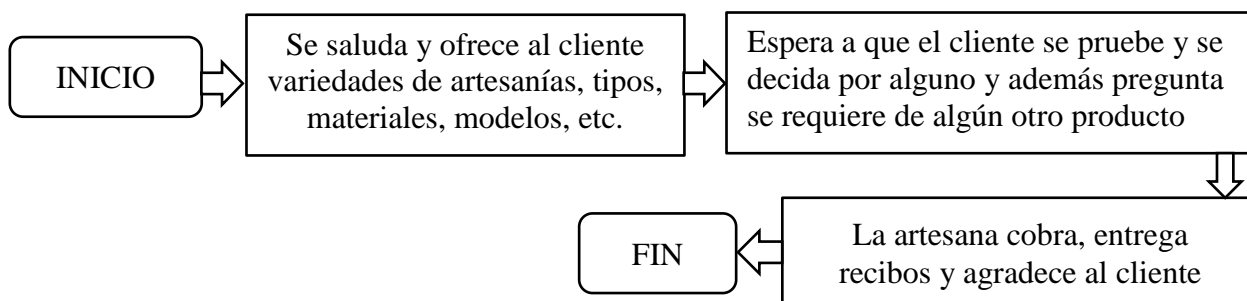 INICIO
Se saluda y ofrece al cliente
variedades de artesanías, tipos,
materiales, modelos, etc.
Espera a que el cliente se pruebe y se
decida por alguno y además pregunta
se requiere de algún otro producto
La artesana cobra, entrega
recibos y agradece al cliente
FIN